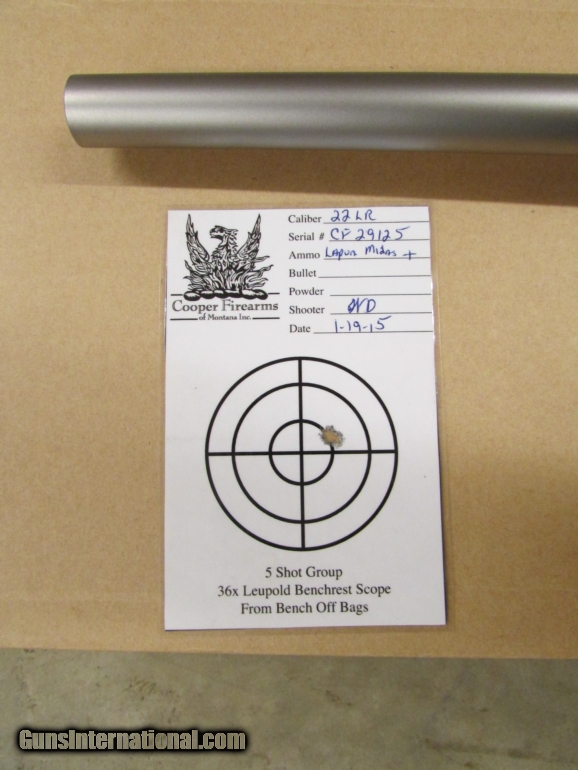 Caliber 22 LR
Serial # CF 29125
Ammo Lapua Midas +
Bullet
Powder
Shooter ND
Date 1-19-15
Cooper Firearms
of Montana Inc.
5 Shot Group
36x Leupold Benchrest Scope
From Bench Off Bags
GunsInternational.com